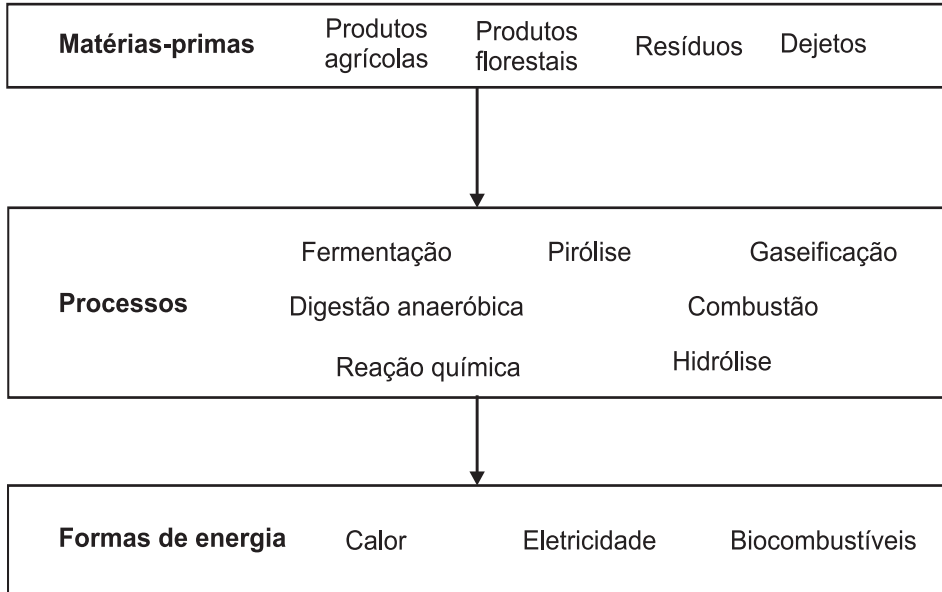 Matérias-primas
Produtos
agrícolas
Produtos
florestais
Resíduos
Dejetos
Processos
Fermentação
Pirólise
Gaseificação
Digestão anaeróbica
Combustão
Reação química
Hidrólise
Formas de energia
Calor
Eletricidade
Biocombustíveis